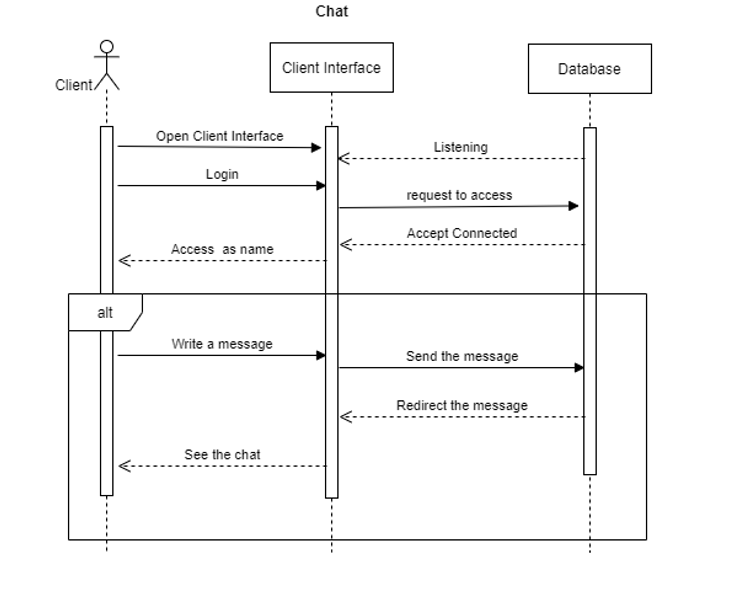 Chat
Client
Client Interface
Database
Open Client Interface
Listening
Login
request to access
Accept Connected
Access as name
alt
Write a message
Send the message
Redirect the message
See the chat